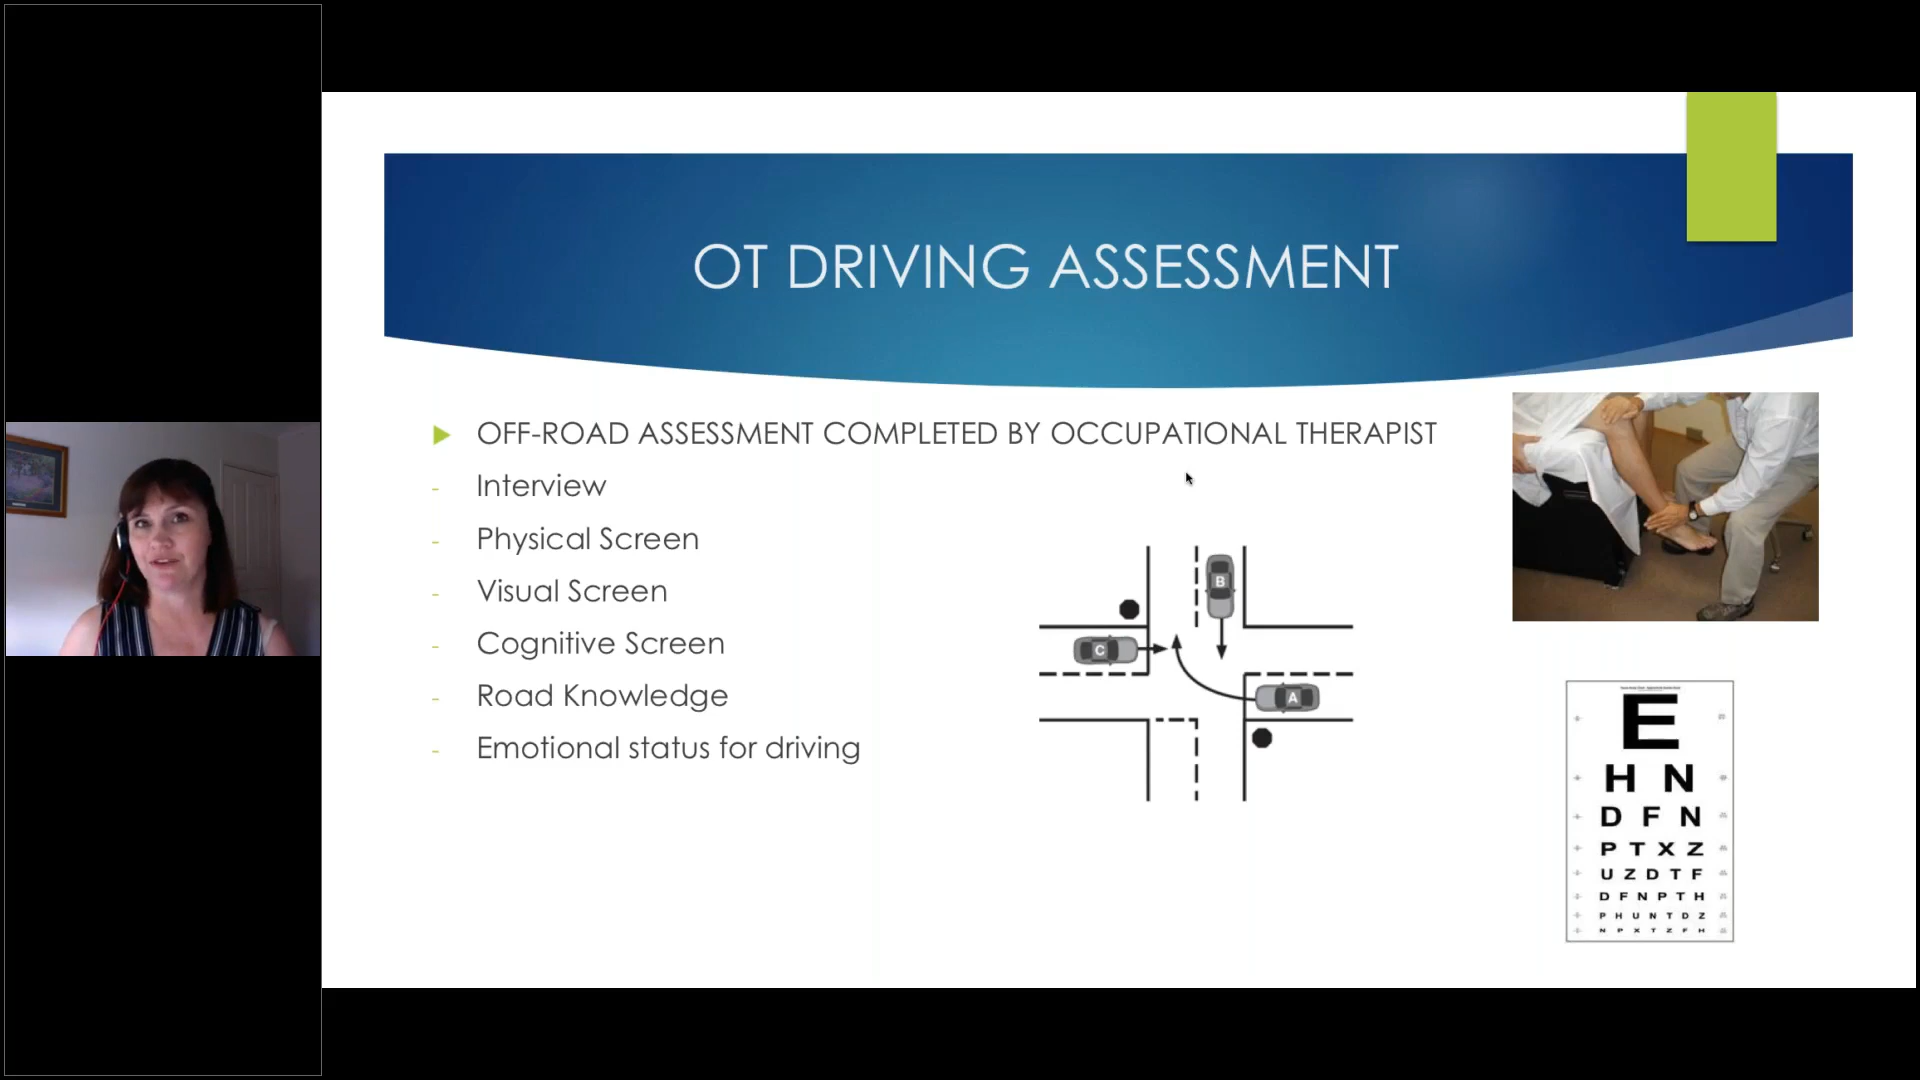 OT DRIVING ASSESSMENT
OFF-ROAD ASSESSMENT COMPLETED BY OCCUPATIONAL THERAPIST
- Interview
- Physical Screen
- Visual Screen
- Cognitive Screen
- Road Knowledge
- Emotional status for driving
B
C
A
E
H N
D F N
P T X Z
U Z D T F
D F N P T H
P H U N T D Z
N P X T Z F H